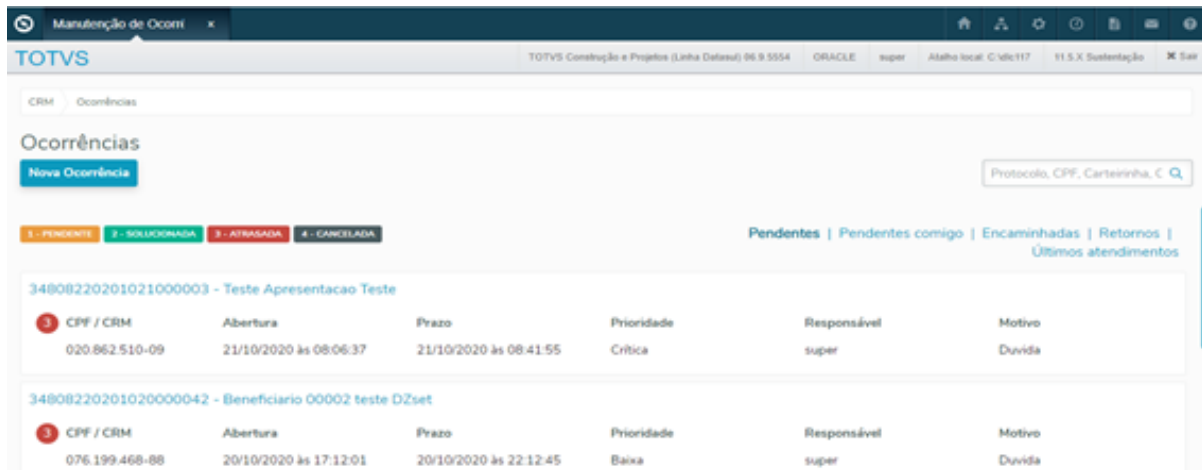 Manutenção de Ocorrí ×
TOTVS
TOTVS Construção e Projetos (Linha Datasul) 06.9.5554 ORACLE super Atalho local: C:\dlc117 11.5.X Sustentação Sair
CRM Ocorrências
Ocorrências
Nova Ocorrência
Protocolo, CPF, Carteirinha, C
1 - PENDENTE 2 - SOLUCIONADA 3 - ATRASADA 4 - CANCELADA
Pendentes | Pendentes comigo | Encaminhadas | Retornos |
Últimos atendimentos
34808220201021000003 - Teste Apresentacao Teste
3 CPF / CRM Abertura Prazo Prioridade Responsável Motivo
020.862.510-09 21/10/2020 às 08:06:37 21/10/2020 às 08:41:55 Crítica super Duvida
34808220201020000042 - Beneficiario 00002 teste DZset
3 CPF / CRM Abertura Prazo Prioridade Responsável Motivo
076.199.468-88 20/10/2020 às 17:12:01 20/10/2020 às 22:12:45 Baixa super Duvida